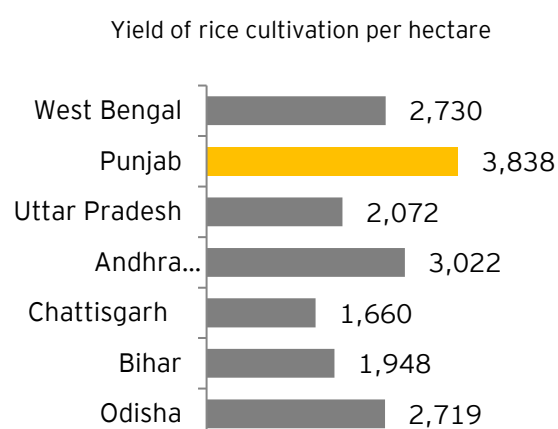 Yield of rice cultivation per hectare
West Bengal 2,730
Punjab 3,838
Uttar Pradesh 2,072
Andhra... 3,022
Chattisgarh 1,660
Bihar 1,948
Odisha 2,719